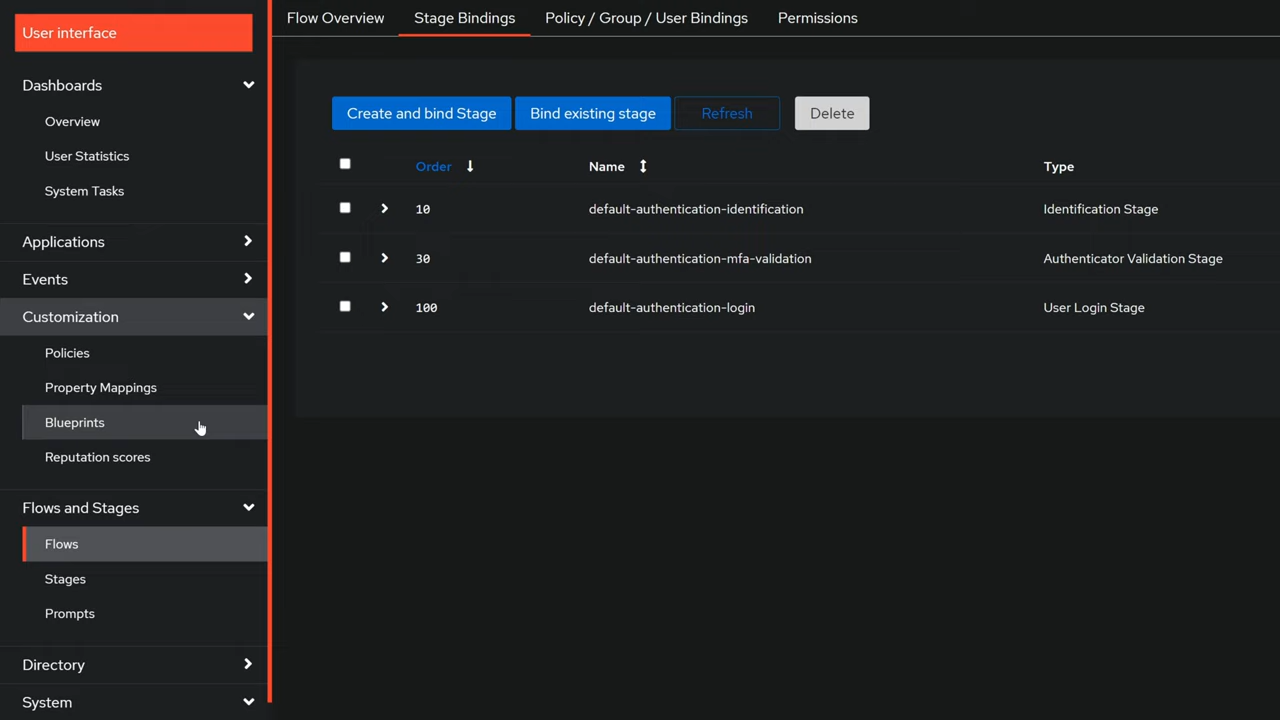 User interface
Dashboards
Overview
User Statistics
System Tasks
Applications
Events
Customization
Policies
Property Mappings
Blueprints
Reputation scores
Flows and Stages
Flows
Stages
Prompts
Directory
System
Flow Overview Stage Bindings Policy / Group / User Bindings Permissions
Create and bind Stage Bind existing stage Refresh Delete
Order Name Type
10 default-authentication-identification Identification Stage
30 default-authentication-mfa-validation Authenticator Validation Stage
100 default-authentication-login User Login Stage